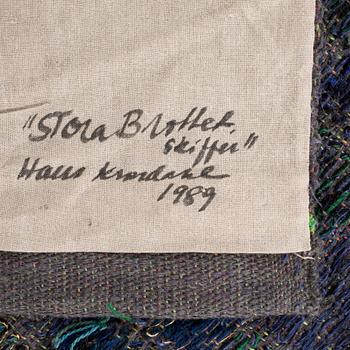 "Stora Brottet,
skiffer"
Hans Krondahl
1989